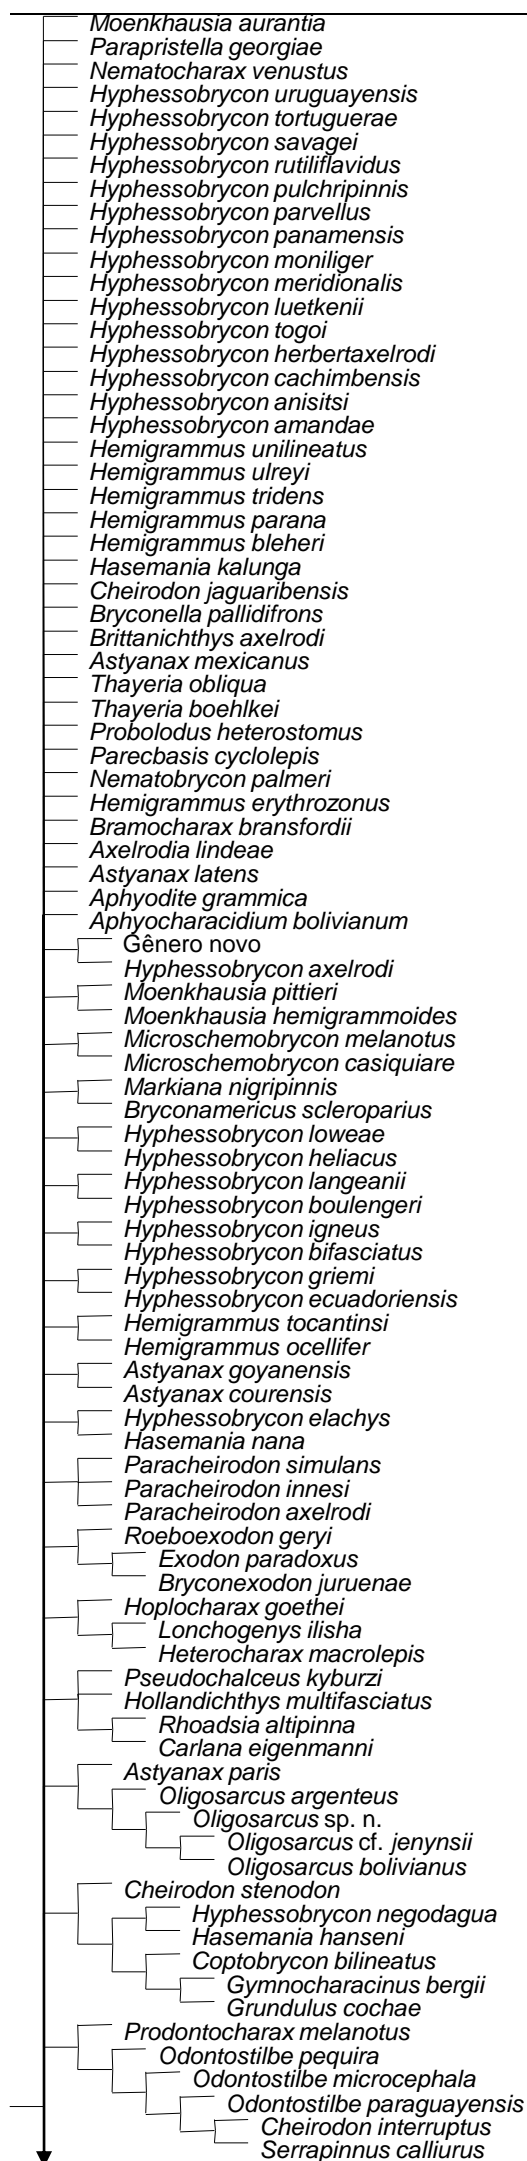 Moenkhausia aurantia
Parapristella georgiae
Nematocharax venustus
Hyphessobrycon uruguayensis
Hyphessobrycon tortuguerae
Hyphessobrycon savagei
Hyphessobrycon rutiliflavidus
Hyphessobrycon pulchripinnis
Hyphessobrycon parvellus
Hyphessobrycon panamensis
Hyphessobrycon moniliger
Hyphessobrycon meridionalis
Hyphessobrycon luetkenii
Hyphessobrycon togoi
Hyphessobrycon herbertaxelrodi
Hyphessobrycon cachimbensis
Hyphessobrycon anisitsi
Hyphessobrycon amandae
Hemigrammus unilineatus
Hemigrammus ulreyi
Hemigrammus tridens
Hemigrammus parana
Hemigrammus bleheri
Hasemania kalunga
Cheirodon jaguaribensis
Bryconella pallidifrons
Brittanichthys axelrodi
Astyanax mexicanus
Thayeria obliqua
Thayeria boehlkei
Probolodus heterostomus
Parecbasis cyclolepis
Nematobrycon palmeri
Hemigrammus erythrozonus
Bramocharax bransfordii
Axelrodia lindeae
Astyanax latens
Aphyodite grammica
Aphyocharacidium bolivianum
Gênero novo
Hyphessobrycon axelrodi
Moenkhausia pittieri
Moenkhausia hemigrammoides
Microschemobrycon melanotus
Microschemobrycon casiquiare
Markiana nigripinnis
Bryconamericus scleroparius
Hyphessobrycon loweae
Hyphessobrycon heliacus
Hyphessobrycon langeanii
Hyphessobrycon boulengeri
Hyphessobrycon igneus
Hyphessobrycon bifasciatus
Hyphessobrycon griemi
Hyphessobrycon ecuadoriensis
Hemigrammus tocantinsi
Hemigrammus ocellifer
Astyanax goyanensis
Astyanax courensis
Hyphessobrycon elachys
Hasemania nana
Paracheirodon simulans
Paracheirodon innesi
Paracheirodon axelrodi
Roeboexodon geryi
Exodon paradoxus
Bryconexodon juruenae
Hoplocharax goethei
Lonchogenys ilisha
Heterocharax macrolepis
Pseudochalceus kyburzi
Hollandichthys multifasciatus
Rhoadsia altipinna
Carlana eigenmanni
Astyanax paris
Oligosarcus argenteus
Oligosarcus sp. n.
Oligosarcus cf. jenynsii
Oligosarcus bolivianus
Cheirodon stenodon
Hyphessobrycon negodagua
Hasemania hanseni
Coptobrycon bilineatus
Gymnocharacinus bergii
Grundulus cochae
Prodontocharax melanotus
Odontostilbe pequira
Odontostilbe microcephala
Odontostilbe paraguayensis
Cheirodon interruptus
Serrapinnus calliurus